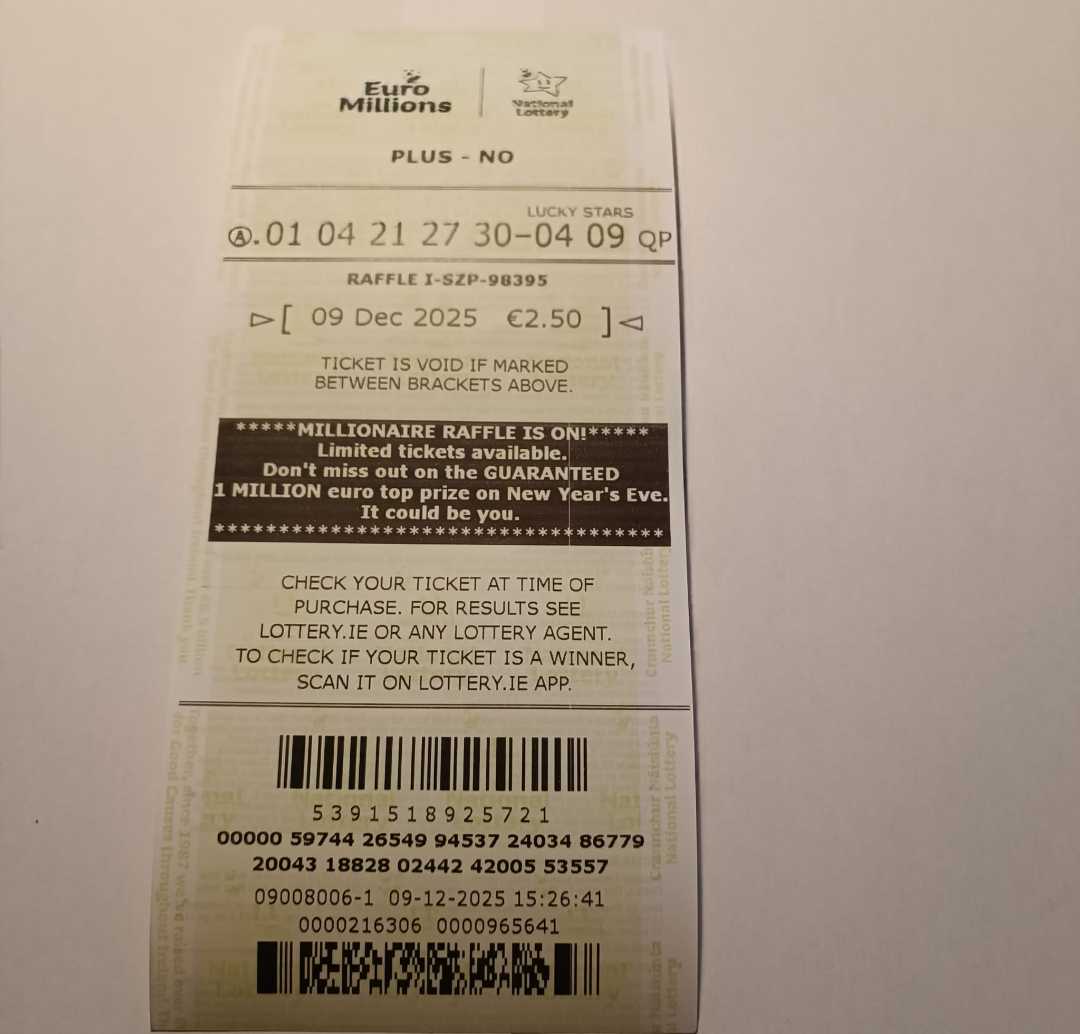 Euro
Millions
National
Lottery
PLUS - NO
LUCKY STARS
Ⓐ.01 04 21 27 30-04 09 QP
RAFFLE I-SZP-98395
▷[ 09 Dec 2025 €2.50 ]◁
TICKET IS VOID IF MARKED
BETWEEN BRACKETS ABOVE.
*****MILLIONAIRE RAFFLE IS ON!*****
Limited tickets available.
Don't miss out on the GUARANTEED
1 MILLION euro top prize on New Year's Eve.
It could be you.
***********************************
CHECK YOUR TICKET AT TIME OF
PURCHASE. FOR RESULTS SEE
LOTTERY.IE OR ANY LOTTERY AGENT.
TO CHECK IF YOUR TICKET IS A WINNER,
SCAN IT ON LOTTERY.IE APP.
5391518925721
00000 59744 26549 94537 24034 86779
20043 18828 02442 42005 53557
09008006-1 09-12-2025 15:26:41
0000216306 0000965641
Crannchur Náisiúnta
National Lottery